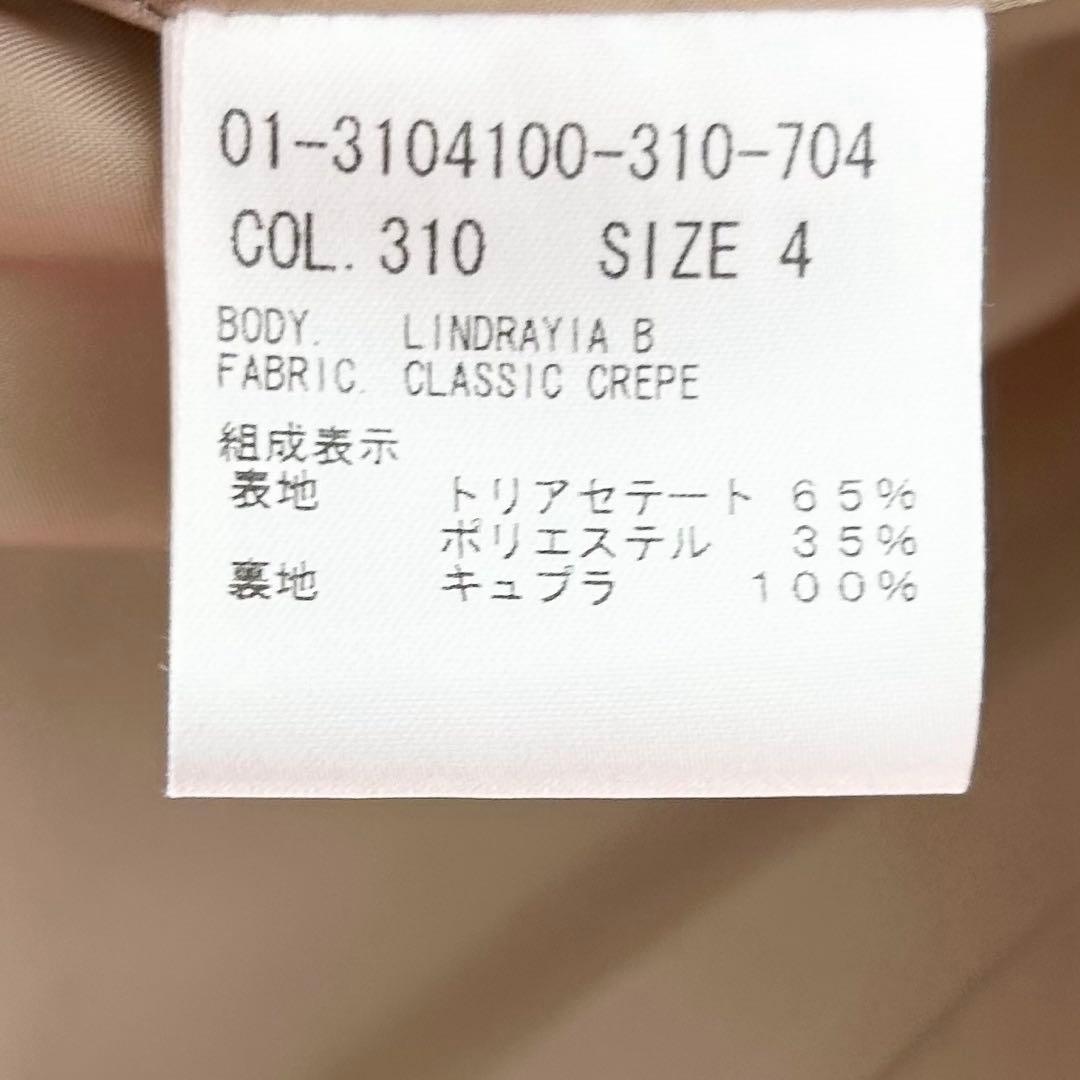 01-3104100-310-704
COL. 310 SIZE 4
BODY. LINDRAYIA B
FABRIC. CLASSIC CREPE
組成表示
表地 トリアセテート 65%
ポリエステル 35%
裏地 キュプラ 100%